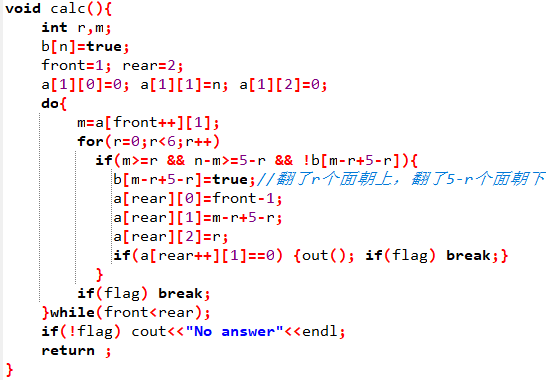 void calc(){
    int r,m;
    b[n]=true;
    front=1; rear=2;
    a[1][0]=0; a[1][1]=n; a[1][2]=0;
    do{
        m=a[front++][1];
        for(r=0;r<6;r++)
          if(m>=r && n-m>=5-r && !b[m-r+5-r]){
            b[m-r+5-r]=true;//翻了r个面朝上，翻了5-r个面朝下
            a[rear][0]=front-1;
            a[rear][1]=m-r+5-r;
            a[rear][2]=r;
            if(a[rear++][1]==0) {out(); if(flag) break;}
          }
        if(flag) break;
    }while(front<rear);
    if(!flag) cout<<"No answer"<<endl;
    return ;
}